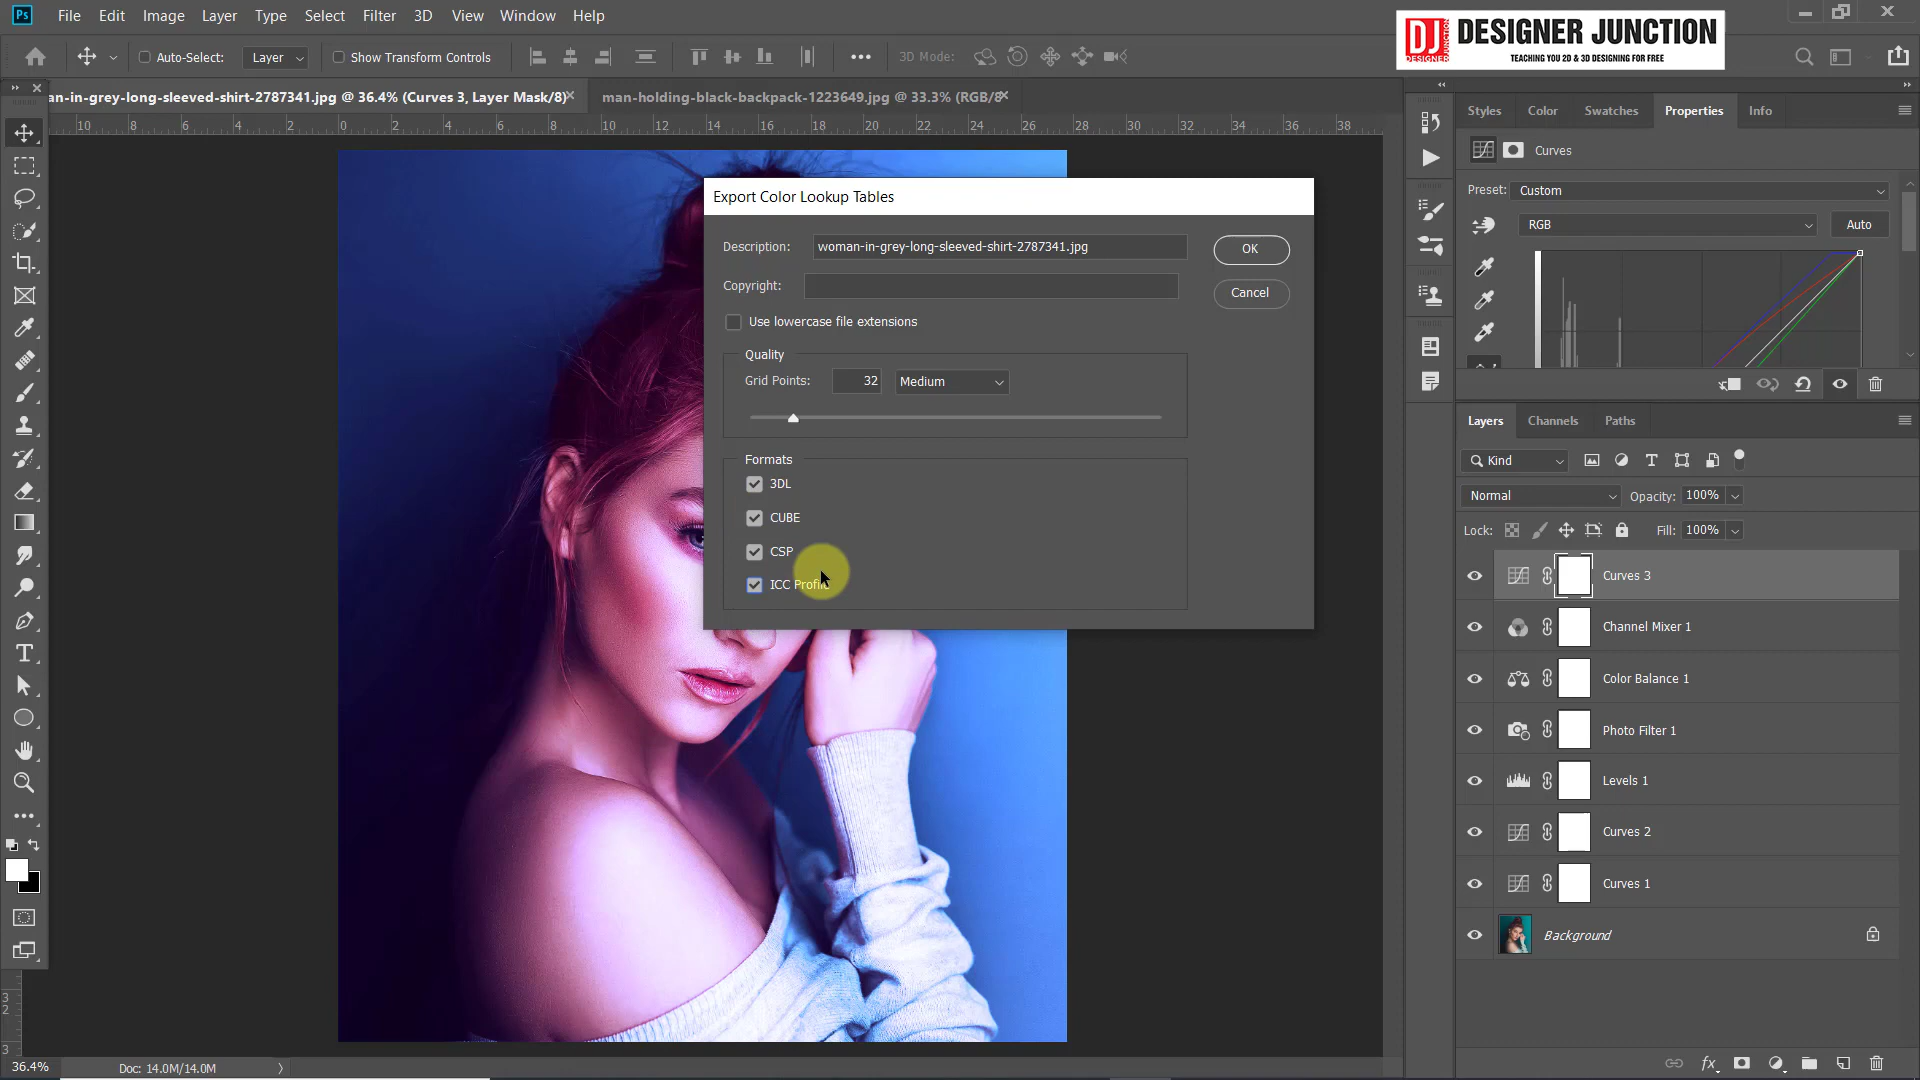 Ps File Edit Image Layer Type Select Filter 3D View Window Help
DJ DESIGNER JUNCTION
DESIGNER JUNCTION
TEACHING YOU 2D & 3D DESIGNING FOR FREE
Auto-Select: Layer Show Transform Controls 3D Mode:
an-in-grey-long-sleeved-shirt-2787341.jpg @ 36.4% (Curves 3, Layer Mask/8)
man-holding-black-backpack-1223649.jpg @ 33.3% (RGB/8
10 8 6 4 2 0 2 4 6 8 10 12 14 16 18 20 22 24 26 28 30 32 34 36 38
Styles Color Swatches Properties Info
Curves
Preset: Custom
RGB Auto
Export Color Lookup Tables
Description: woman-in-grey-long-sleeved-shirt-2787341.jpg OK
Copyright: Cancel
Use lowercase file extensions
Quality
Grid Points: 32 Medium
Formats
3DL
CUBE
CSP
ICC Profile
Layers Channels Paths
Kind
Normal Opacity: 100%
Lock: Fill: 100%
Curves 3
Channel Mixer 1
Color Balance 1
Photo Filter 1
Levels 1
Curves 2
Curves 1
Background
3
2
3
36.4% Doc: 14.0M/14.0M
fx